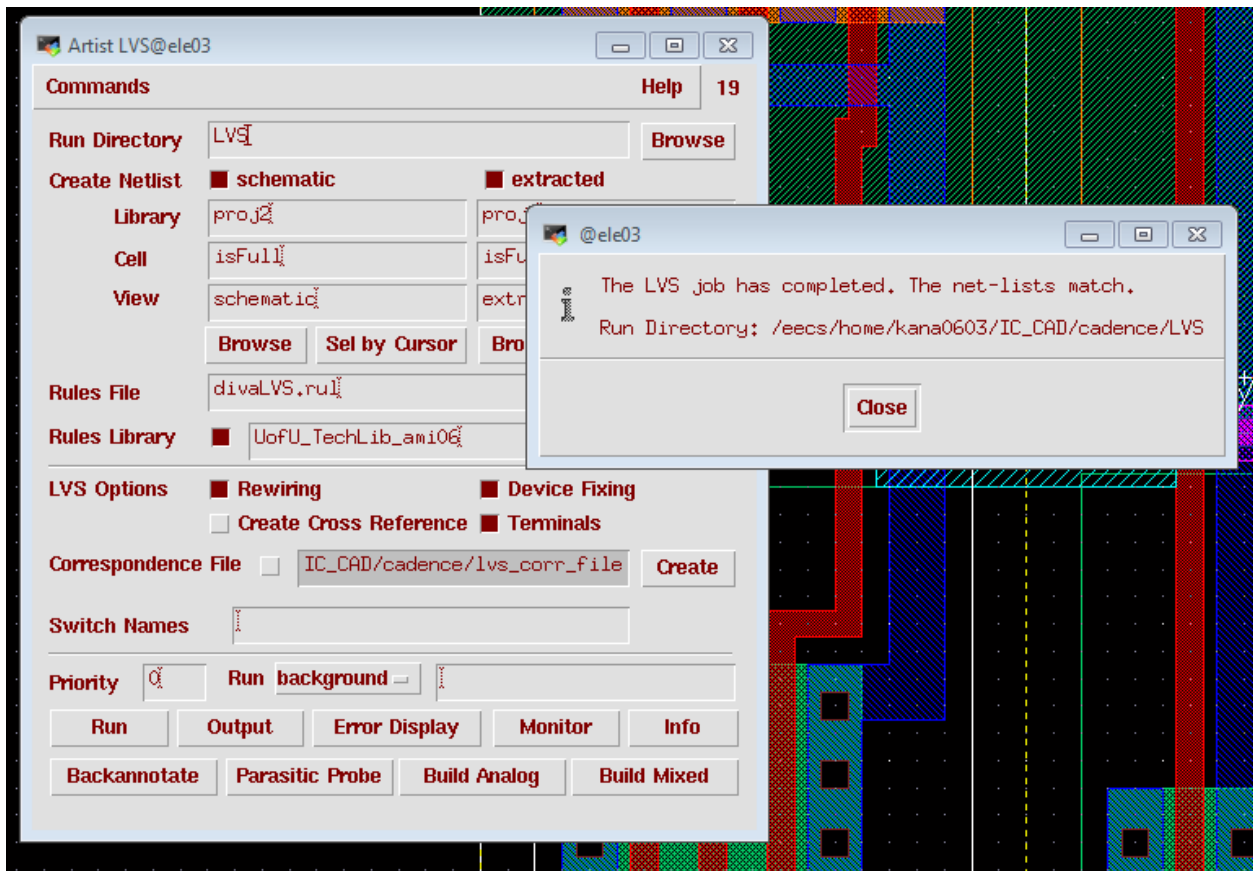 Artist LVS@ele03
Commands Help 19
Run Directory LVS Browse
Create Netlist schematic extracted
Library proj2 proj
Cell isFull isFu
View schematic extr
Browse Sel by Cursor Bro
@ele03
The LVS job has completed. The net-lists match.
Run Directory: /eecs/home/kana0603/IC_CAD/cadence/LVS
Close
Rules File divaLVS.rul
Rules Library UofU_TechLib_ami06
LVS Options Rewiring Device Fixing
Create Cross Reference Terminals
Correspondence File IC_CAD/cadence/lvs_corr_file Create
Switch Names
Priority 0 Run background
Run Output Error Display Monitor Info
Backannotate Parasitic Probe Build Analog Build Mixed